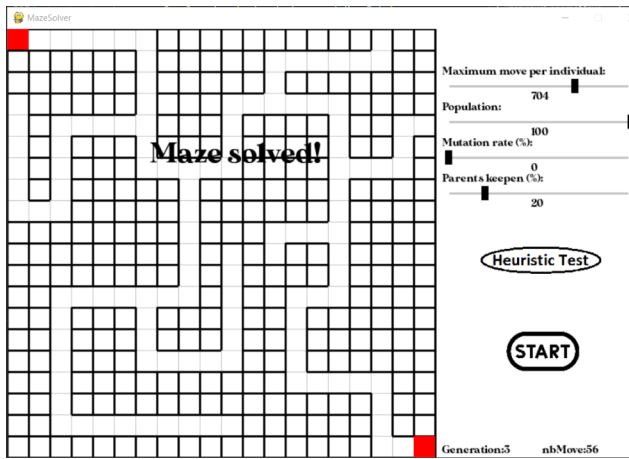 MazeSolver
Maximum move per individual:
704
Population:
100
Maze solved!
Mutation rate (%):
0
Parents keepen (%):
20
Heuristic Test
START
Generation:3 nbMove:56